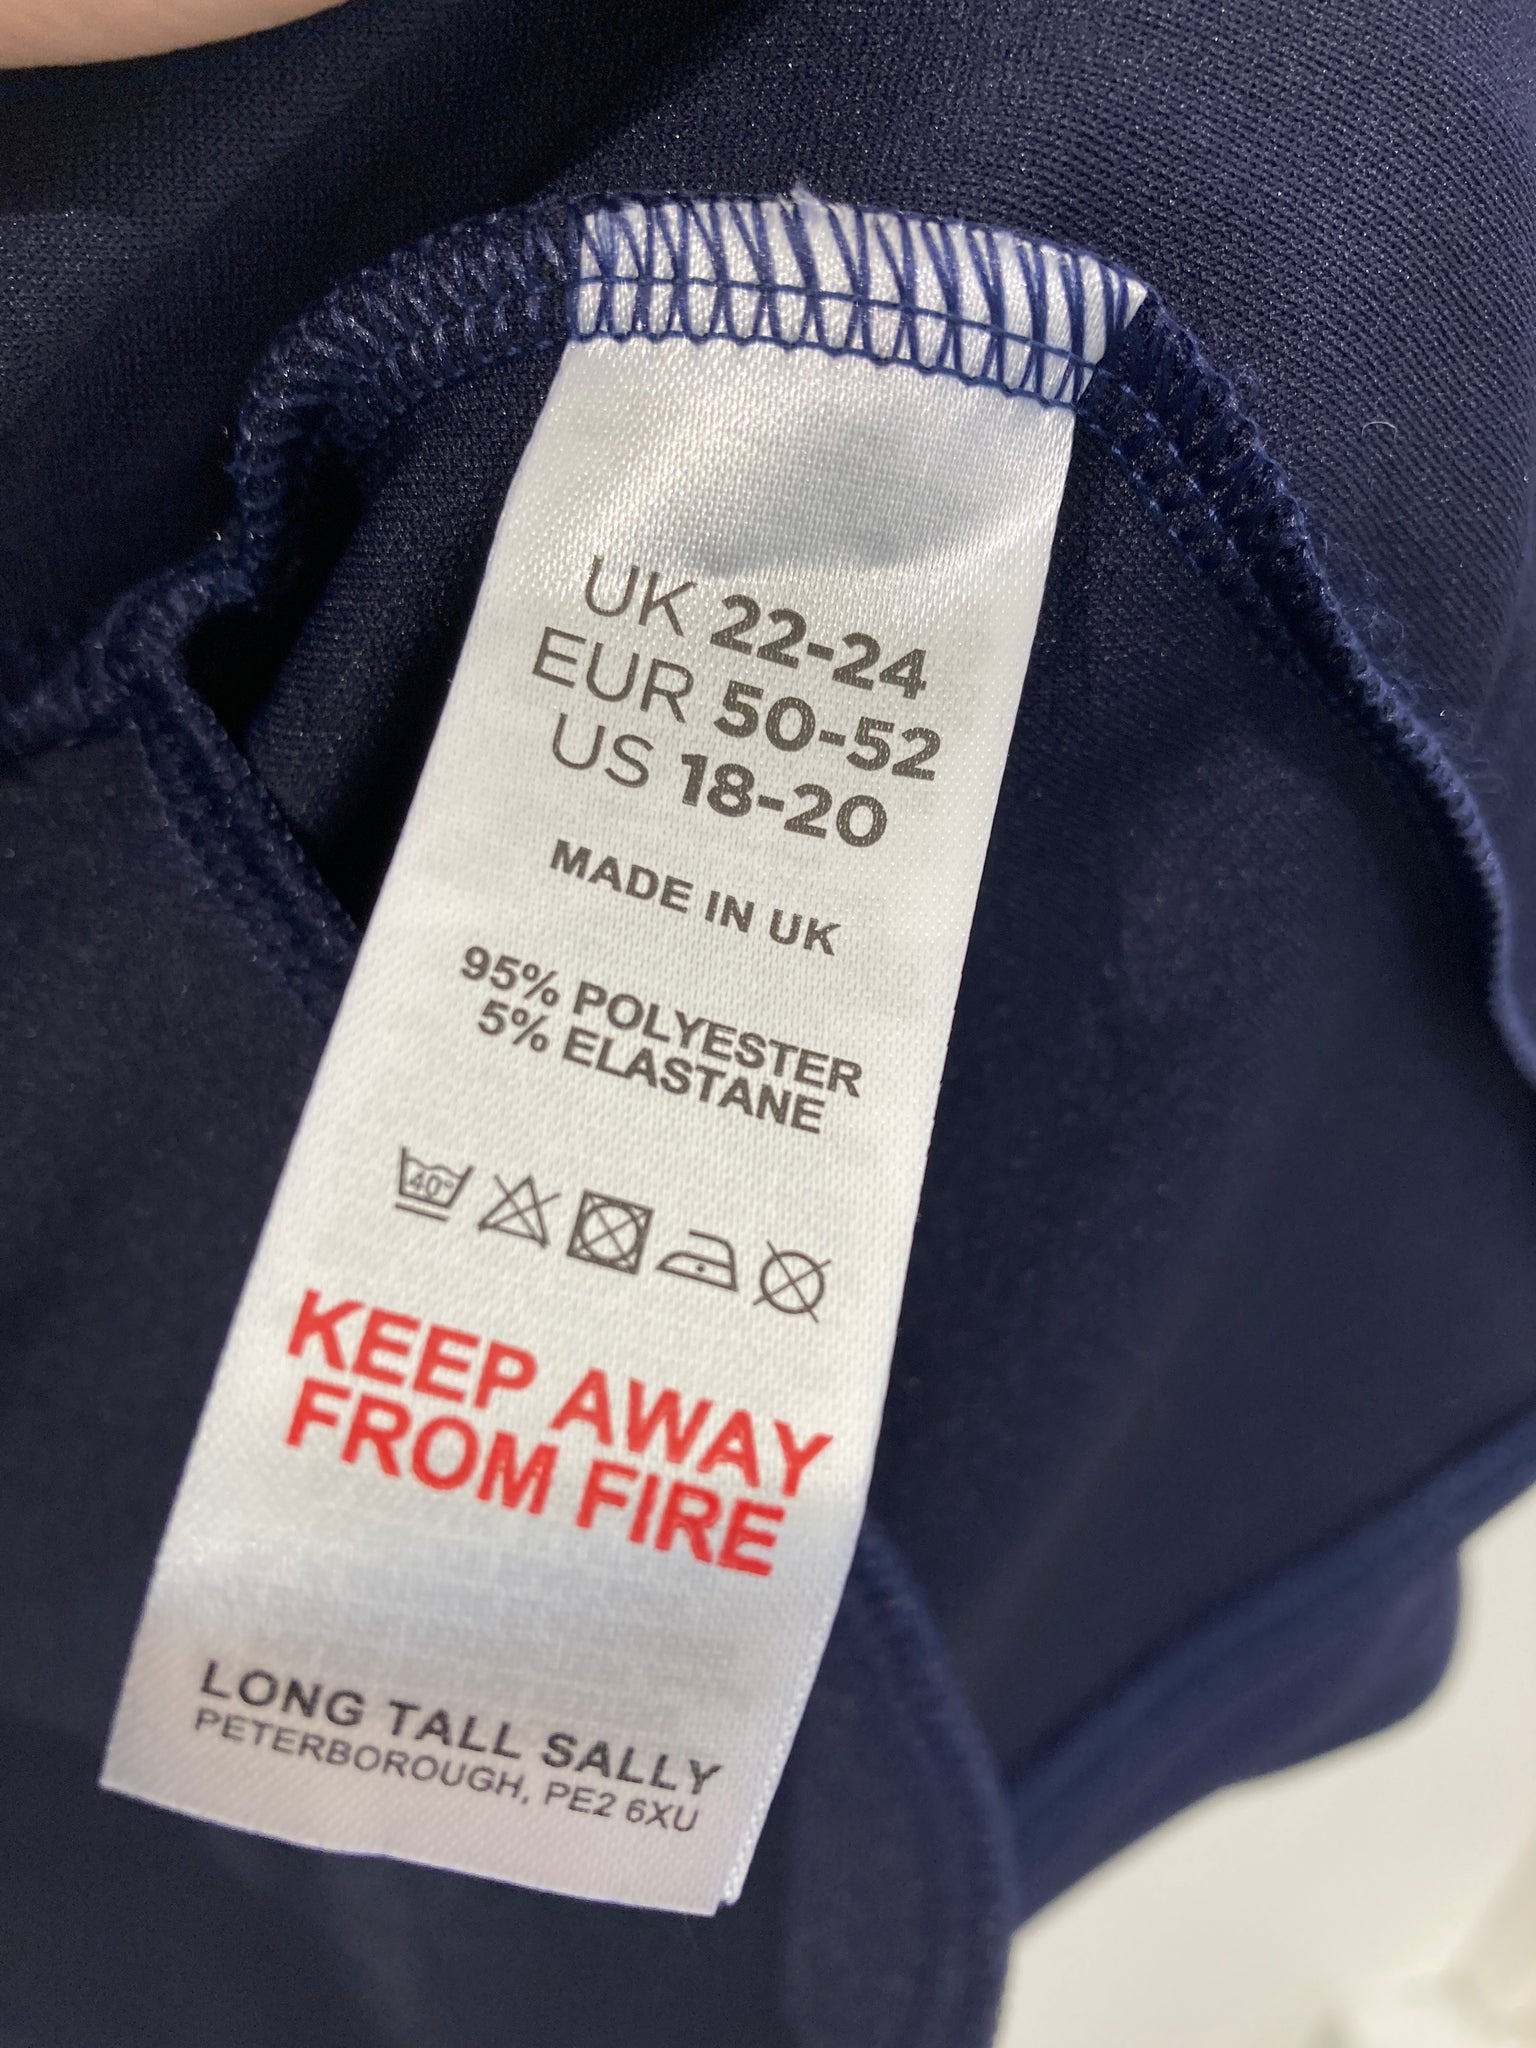 UK 22-24
EUR 50-52
US 18-20
MADE IN UK
95% POLYESTER
5% ELASTANE
40°
KEEP AWAY
FROM FIRE
LONG TALL SALLY
PETERBOROUGH, PE2 6XU